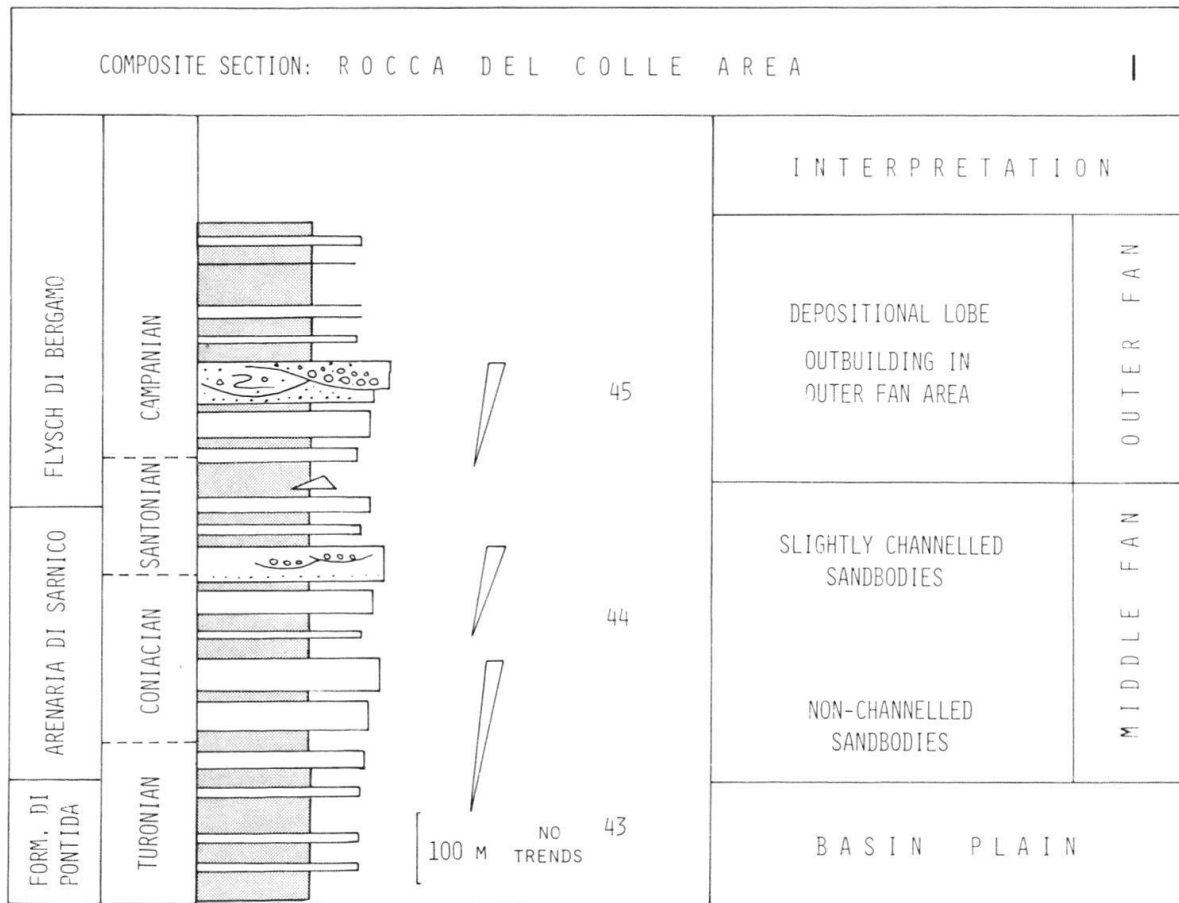 COMPOSITE SECTION: ROCCA DEL COLLE AREA I
INTERPRETATION
FLYSCH DI BERGAMO
ARENARIA DI SARNICO
FORM. DI
PONTIDA
CAMPANIAN
SANTONIAN
CONIACIAN
TURONIAN
45
44
43
100 M
NO
TRENDS
DEPOSITIONAL LOBE
OUTBUILDING IN
OUTER FAN AREA
OUTER FAN
SLIGHTLY CHANNELLED
SANDBODIES
NON-CHANNELLED
SANDBODIES
MIDDLE FAN
BASIN PLAIN